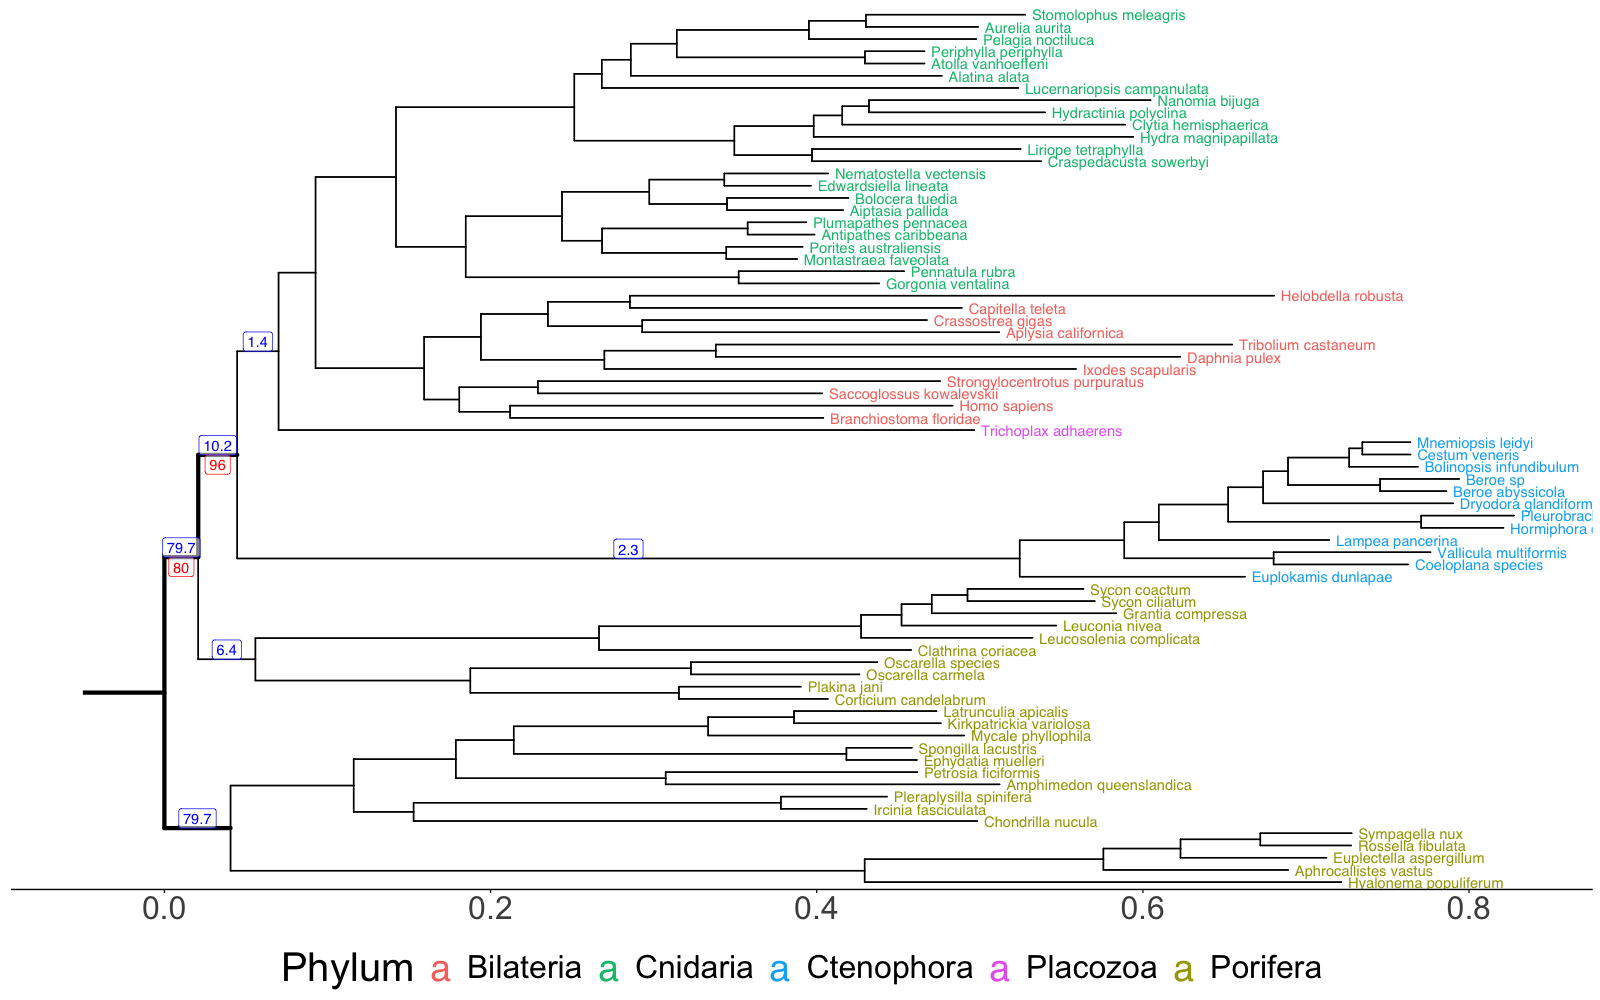 Stomolophus meleagris
Aurelia aurita
Pelagia noctiluca
Periphylla periphylla
Atolla vanhoeffeni
Alatina alata
Lucernariopsis campanulata
Nanomia bijuga
Hydractinia polyclina
Clytia hemisphaerica
Hydra magnipapillata
Liriope tetraphylla
Craspedacusta sowerbyi
Nematostella vectensis
Edwardsiella lineata
Bolocera tuedia
Aiptasia pallida
Plumapathes pennacea
Antipathes caribbeana
Porites australiensis
Montastraea faveolata
Pennatula rubra
Gorgonia ventalina
Helobdella robusta
Capitella teleta
Crassostrea gigas
Aplysia californica
1.4
Tribolium castaneum
Daphnia pulex
Ixodes scapularis
Strongylocentrotus purpuratus
Saccoglossus kowalevskii
Homo sapiens
Branchiostoma floridae
Trichoplax adhaerens
10.2
Mnemiopsis leidyi
Cestum veneris
96
Bolinopsis infundibulum
Beroe sp
Beroe abyssicola
Dryodora glandiform
Pleurobrac
Hormiphora
Lampea pancerina
79.7
2.3
Vallicula multiformis
80
Coeloplana species
Euplokamis dunlapae
Sycon coactum
Sycon ciliatum
Grantia compressa
Leuconia nivea
Leucosolenia complicata
6.4
Clathrina coriacea
Oscarella species
Oscarella carmela
Plakina jani
Corticium candelabrum
Latrunculia apicalis
Kirkpatrickia variolosa
Mycale phyllophila
Spongilla lacustris
Ephydatia muelleri
Petrosia ficiformis
Amphimedon queenslandica
Pleraplysilla spinifera
Ircinia fasciculata
79.7
Chondrilla nucula
Sympagella nux
Rossella fibulata
Euplectella aspergillum
Aphrocallistes vastus
Hyalonema populiferum
0.0 0.2 0.4 0.6 0.8
Phylum a Bilateria a Cnidaria a Ctenophora a Placozoa a Porifera